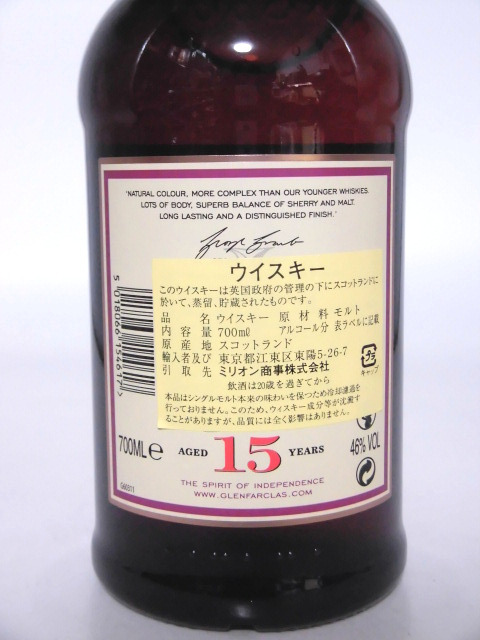 "NATURAL COLOUR, MORE COMPLEX THAN OUR YOUNGER WHISKIES.
LOTS OF BODY, SUPERB BALANCE OF SHERRY AND MALT.
LONG LASTING AND A DISTINGUISHED FINISH."
ウイスキー
このウイスキーは英国政府の管理の下にスコットランドに
於いて、蒸留、貯蔵されたものです。
品 名 ウイスキー 原 材 料 モルト
内 容 量 700㎖ アルコール分 表ラベルに記載
原 産 地 スコットランド
輸入者及び 東京都江東区東陽5-26-7
引 取 先 ミリオン商事株式会社
飲酒は20歳を過ぎてから
本品はシングルモルト本来の味わいを保つため冷却濾過を
行っておりません。このため、ウイスキー成分等が沈澱す
ることがありますが、品質には全く影響はありません。
プラ
キャップ
5 018066 154617 >
700ML e AGED 15 YEARS 46% VOL
THE SPIRIT OF INDEPENDENCE
WWW.GLENFARCLAS.COM